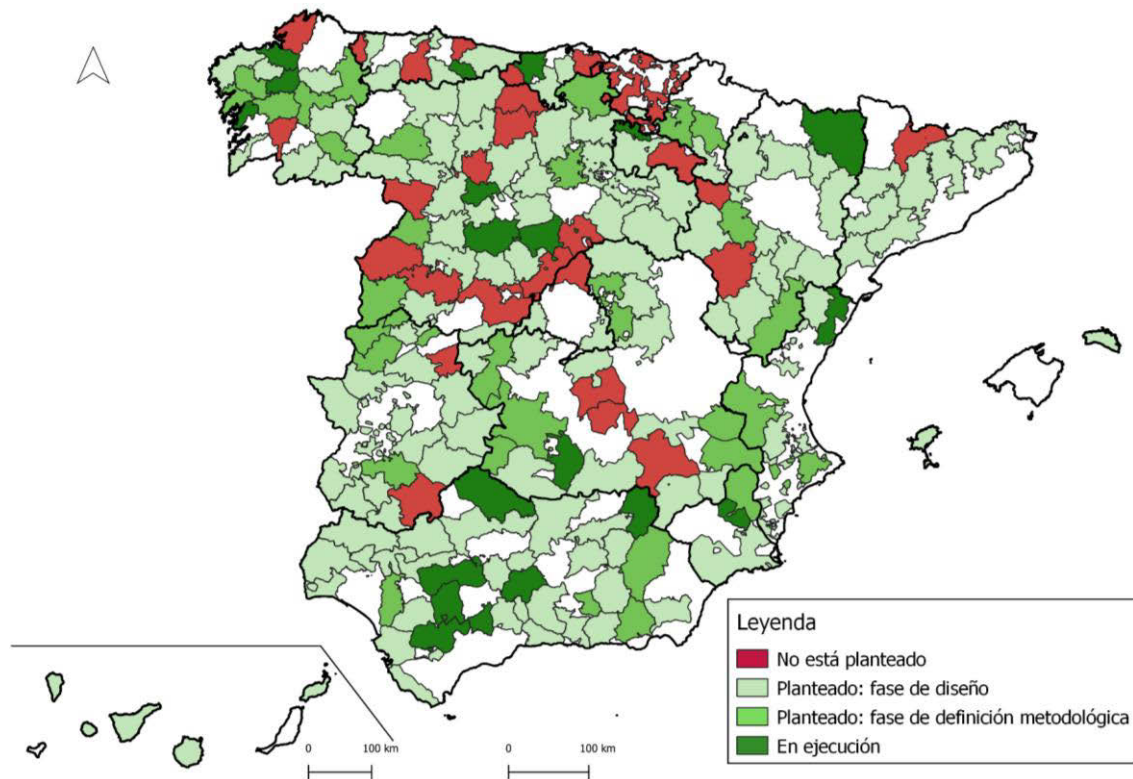 Leyenda
No está planteado
Planteado: fase de diseño
Planteado: fase de definición metodológica
En ejecución
0 100 km 0 100 km